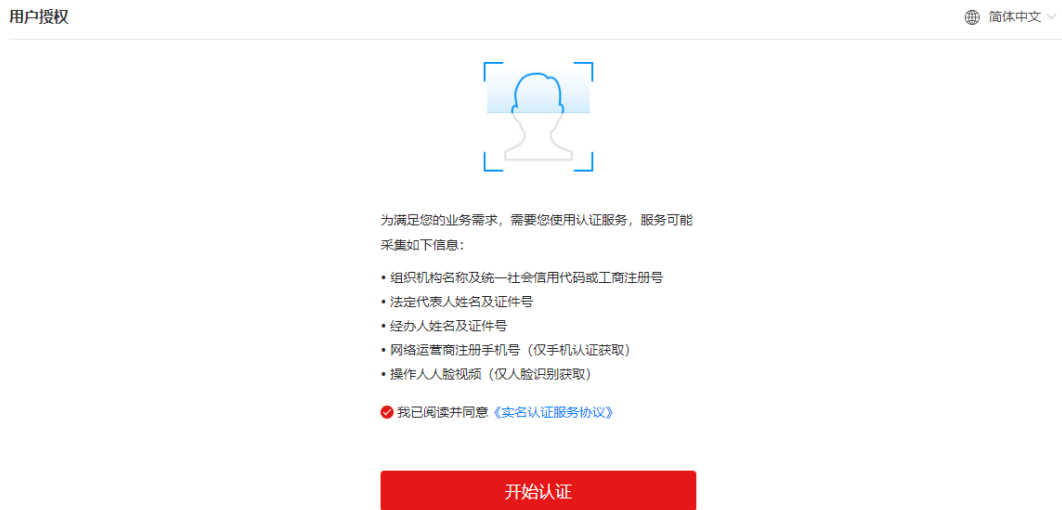 用户授权
简体中文
为满足您的业务需求，需要您使用认证服务，服务可能
采集如下信息：
• 组织机构名称及统一社会信用代码或工商注册号
• 法定代表人姓名及证件号
• 经办人姓名及证件号
• 网络运营商注册手机号（仅手机认证获取）
• 操作人人脸视频（仅人脸识别获取）
我已阅读并同意《实名认证服务协议》
开始认证